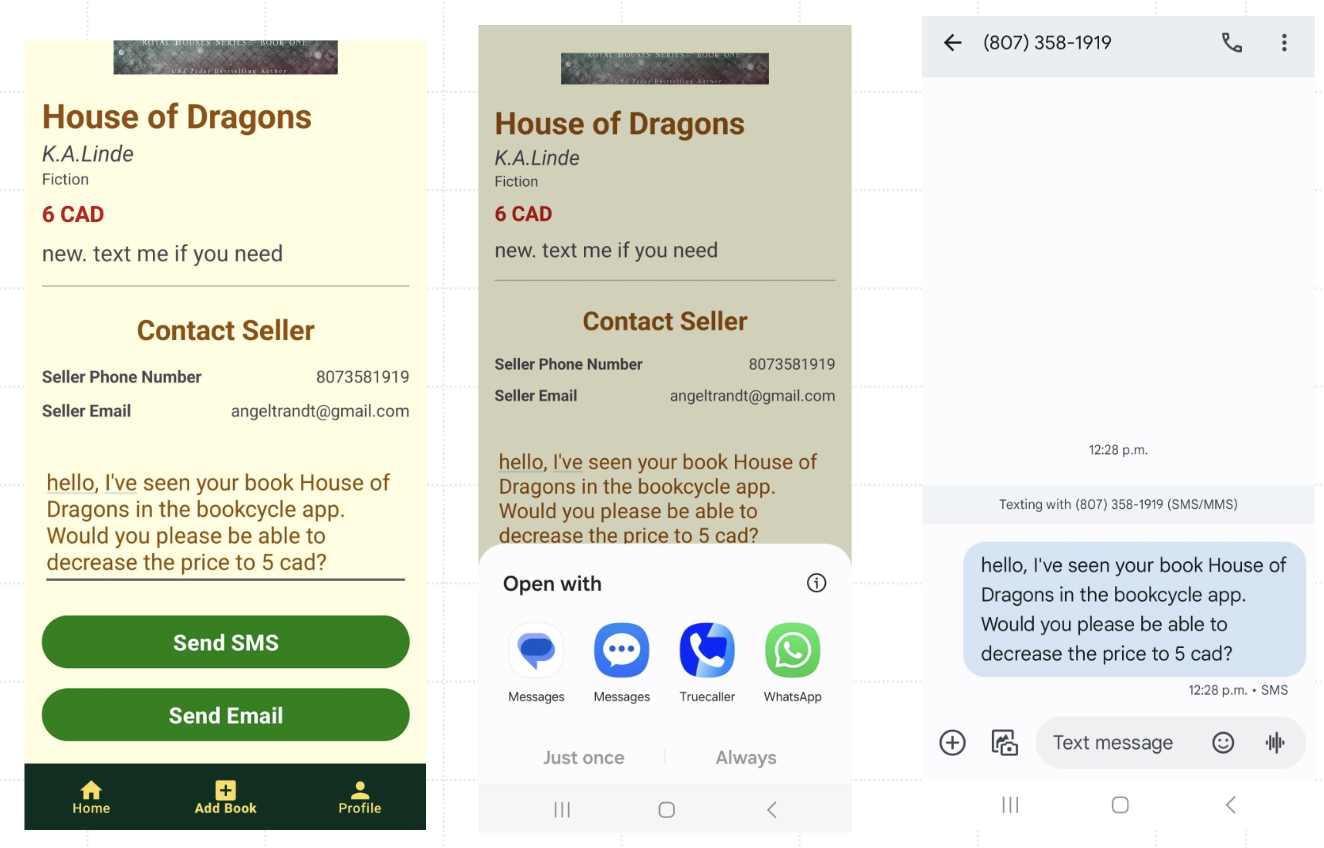 ROYAL HOUSES SERIES — BOOK ONE
USA Today Bestselling Author
House of Dragons
K.A.Linde
Fiction
6 CAD
new. text me if you need
Contact Seller
Seller Phone Number 8073581919
Seller Email angeltrandt@gmail.com
hello, I've seen your book House of
Dragons in the bookcycle app.
Would you please be able to
decrease the price to 5 cad?
Send SMS
Send Email
Home Add Book Profile
ROYAL HOUSES SERIES — BOOK ONE
USA Today Bestselling Author
House of Dragons
K.A.Linde
Fiction
6 CAD
new. text me if you need
Contact Seller
Seller Phone Number 8073581919
Seller Email angeltrandt@gmail.com
hello, I've seen your book House of
Dragons in the bookcycle app.
Would you please be able to
decrease the price to 5 cad?
Open with
Messages Messages Truecaller WhatsApp
Just once Always
(807) 358-1919
12:28 p.m.
Texting with (807) 358-1919 (SMS/MMS)
hello, I've seen your book House of
Dragons in the bookcycle app.
Would you please be able to
decrease the price to 5 cad?
12:28 p.m. • SMS
Text message